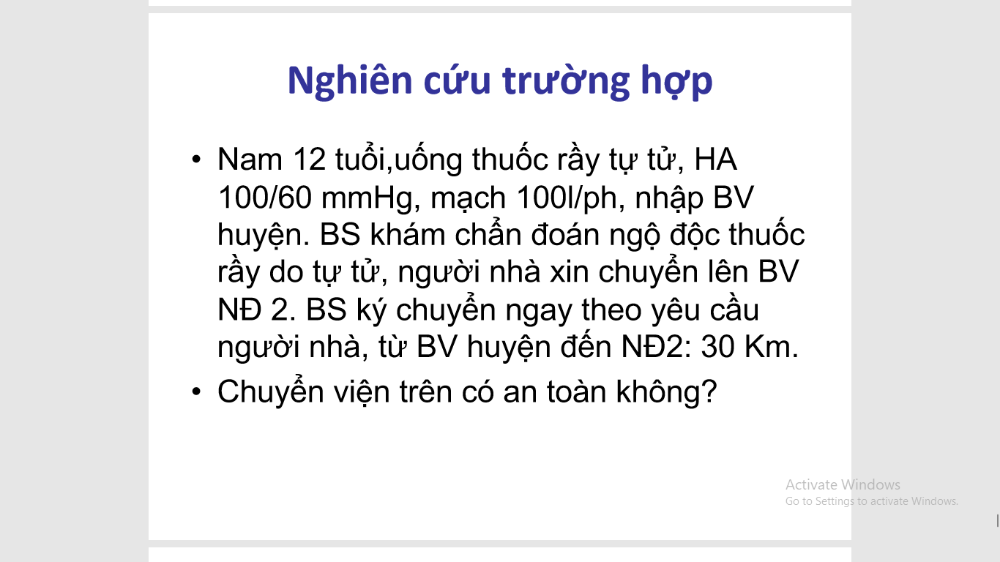 Nghiên cứu trường hợp
• Nam 12 tuổi,uống thuốc rầy tự tử, HA
100/60 mmHg, mạch 100l/ph, nhập BV
huyện. BS khám chẩn đoán ngộ độc thuốc
rầy do tự tử, người nhà xin chuyển lên BV
NĐ 2. BS ký chuyển ngay theo yêu cầu
người nhà, từ BV huyện đến NĐ2: 30 Km.
• Chuyển viện trên có an toàn không?
Activate Windows
Go to Settings to activate Windows.